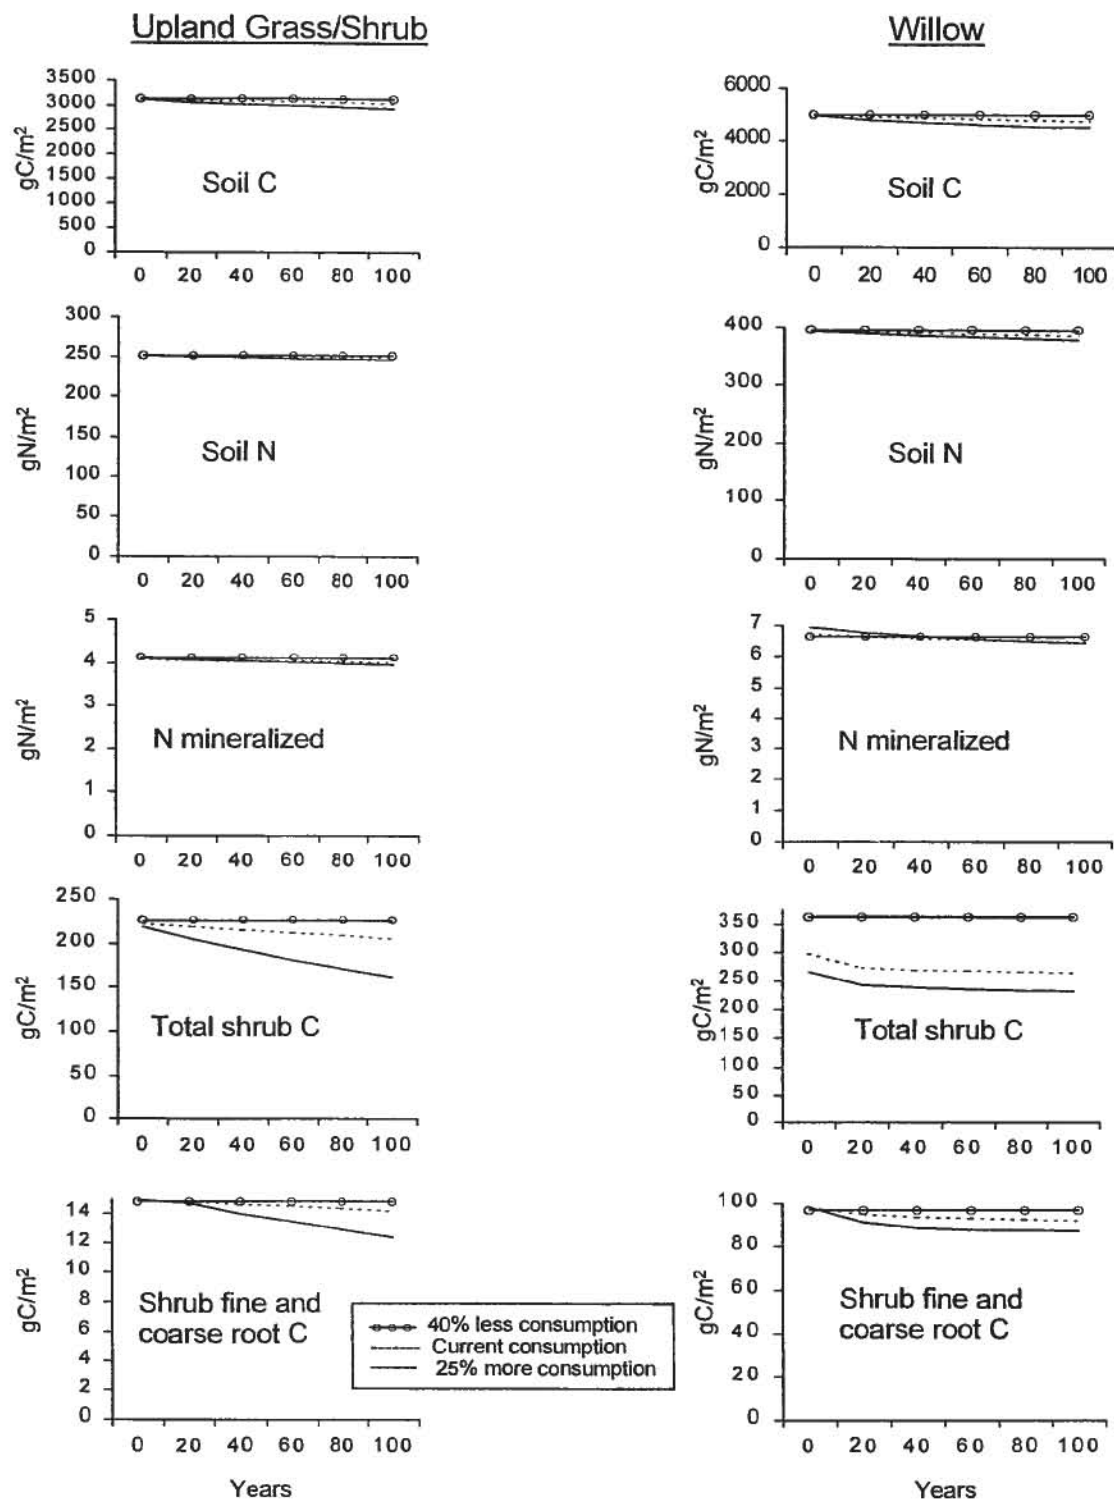 Upland Grass/Shrub
Willow
3500
3000
2500
2000
1500
1000
500
0
gC/m²
Soil C
0 20 40 60 80 100
6000
4000
2000
0
gC/m²
Soil C
0 20 40 60 80 100
300
250
200
150
100
50
0
gN/m²
Soil N
0 20 40 60 80 100
400
300
200
100
0
gN/m²
Soil N
0 20 40 60 80 100
5
4
3
2
1
0
gN/m²
N mineralized
0 20 40 60 80 100
7
6
5
4
3
2
1
0
gN/m²
N mineralized
0 20 40 60 80 100
250
200
150
100
50
0
gC/m²
Total shrub C
0 20 40 60 80 100
350
300
250
200
150
100
50
0
gC/m²
Total shrub C
0 20 40 60 80 100
14
12
10
8
6
4
2
0
gC/m²
Shrub fine and
coarse root C
0 20 40 60 80 100
Years
40% less consumption
Current consumption
25% more consumption
100
80
60
40
20
0
gC/m²
Shrub fine and
coarse root C
0 20 40 60 80 100
Years